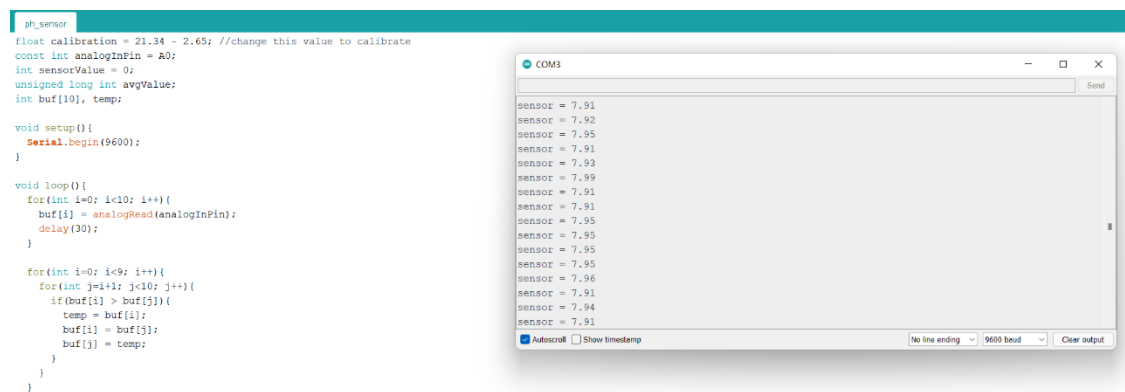 ph_sensor
float calibration = 21.34 - 2.65; //change this value to calibrate
const int analogInPin = A0;
int sensorValue = 0;
unsigned long int avgValue;
int buf[10], temp;
void setup(){
Serial.begin(9600);
}
void loop(){
for(int i=0; i<10; i++){
buf[i] = analogRead(analogInPin);
delay(30);
}
for(int i=0; i<9; i++){
for(int j=i+1; j<10; j++){
if(buf[i] > buf[j]){
temp = buf[i];
buf[i] = buf[j];
buf[j] = temp;
}
}
}
COM3
Send
sensor = 7.91
sensor = 7.92
sensor = 7.95
sensor = 7.91
sensor = 7.93
sensor = 7.99
sensor = 7.91
sensor = 7.91
sensor = 7.95
sensor = 7.95
sensor = 7.95
sensor = 7.95
sensor = 7.96
sensor = 7.91
sensor = 7.94
sensor = 7.91
Autoscroll Show timestamp No line ending 9600 baud Clear output